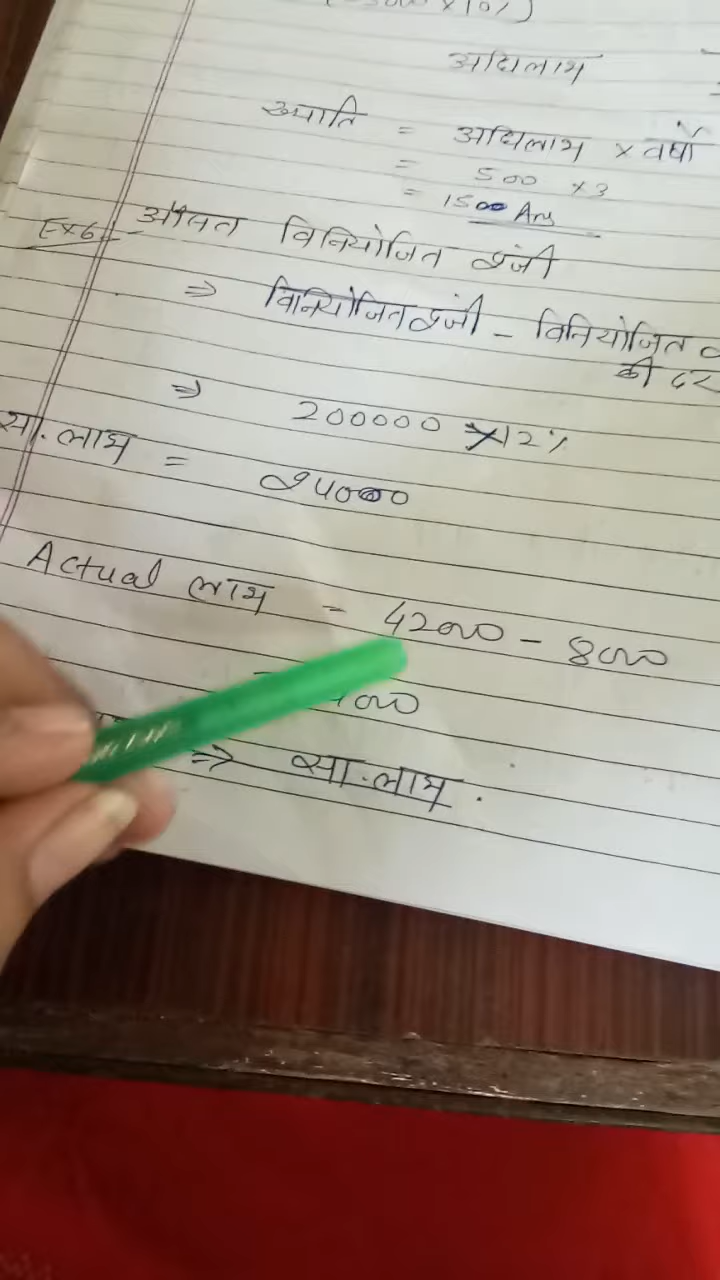 अधिलाभ
ख्याति = अधिलाभ × वर्षों
= 500 ×3
= 1500 Ans
Ex6 - औसत विनियोजित पूंजी
⇒ विनियोजित पूंजी - विनियोजित
की दर
⇒ 200000 × 12%
सा. लाभ = 24000
Actual लाभ = 42000 - 8000
⇒ सा. लाभ.